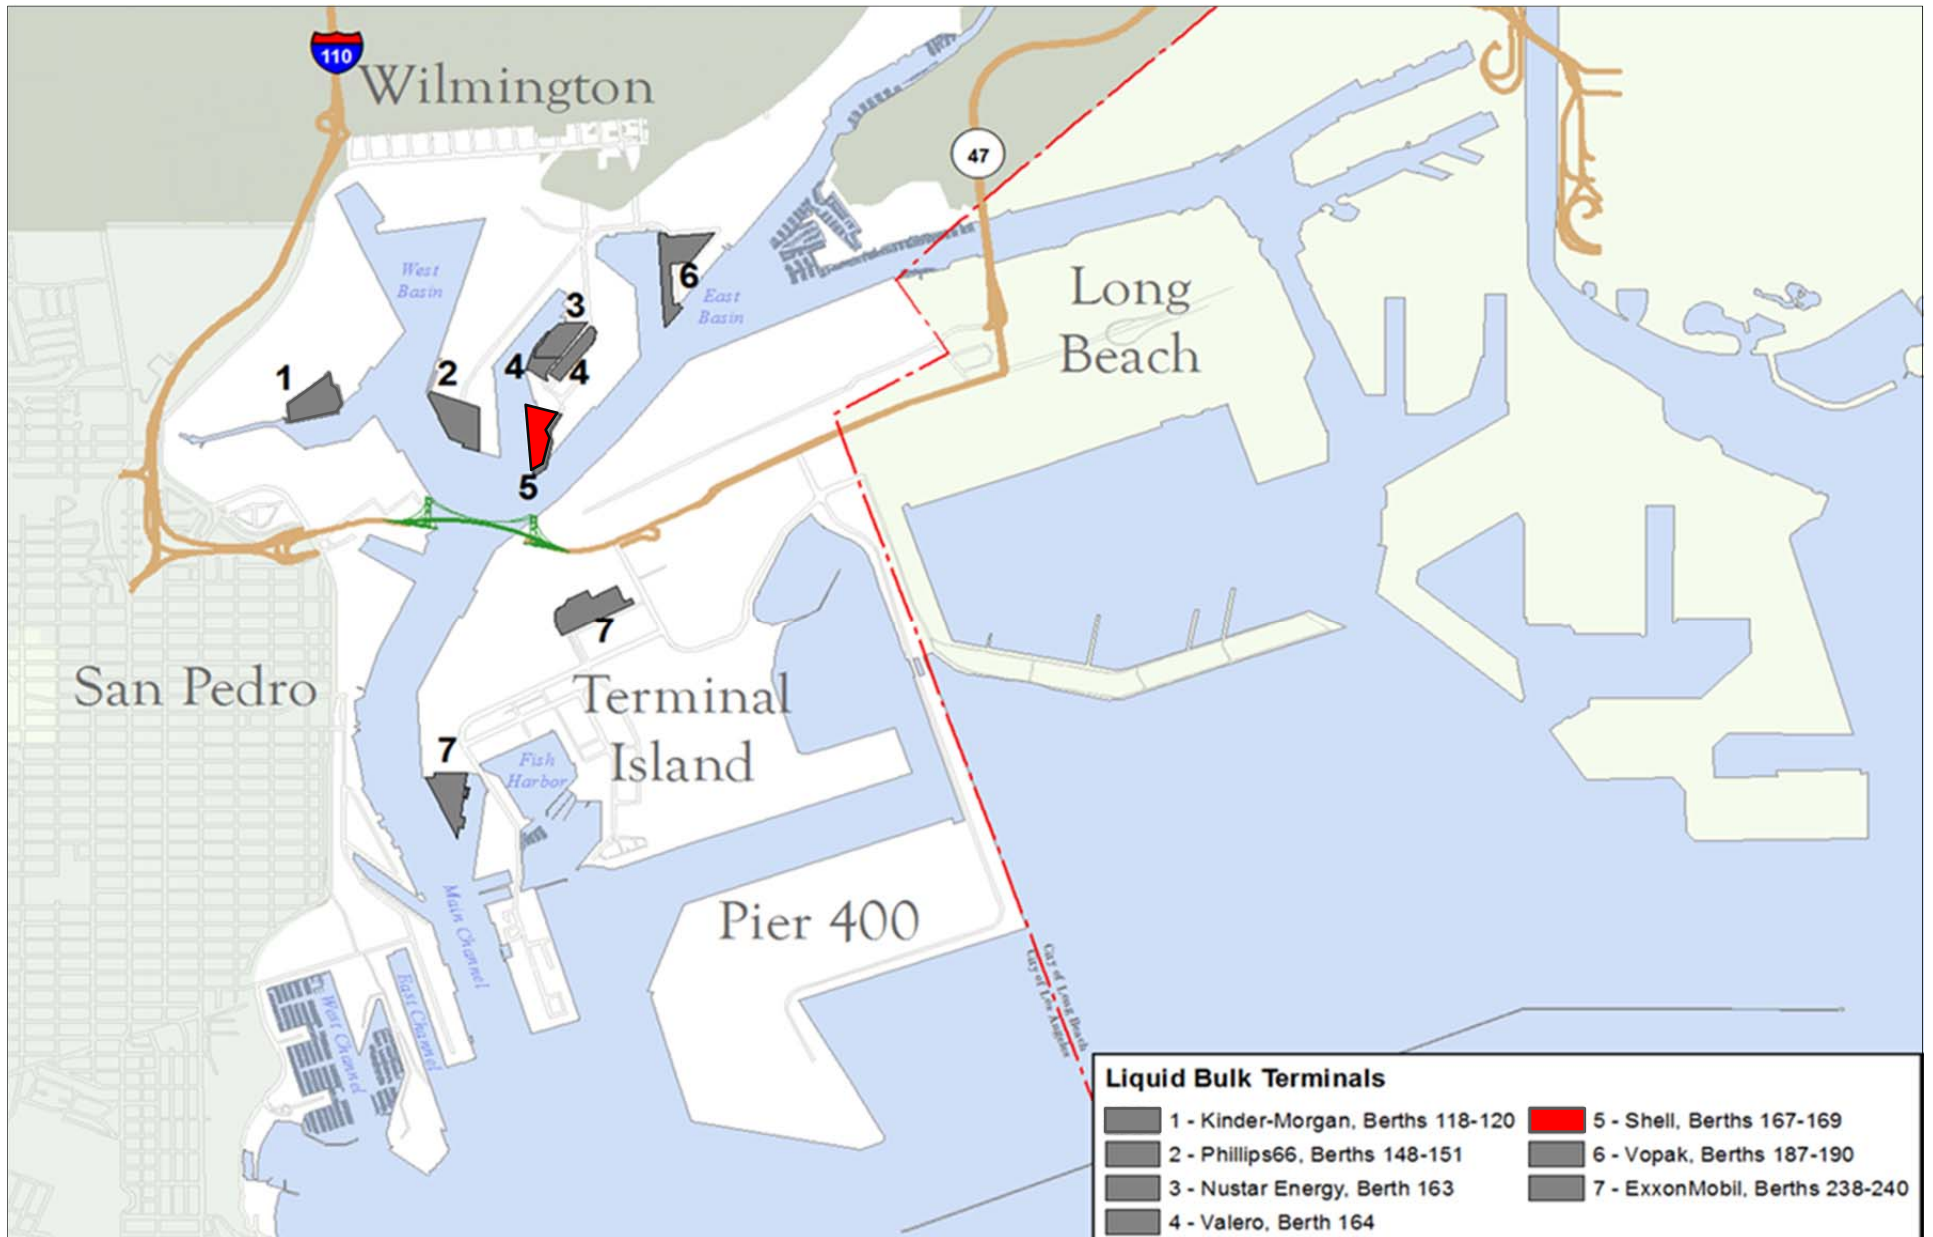 110
Wilmington
47
West
Basin
6
East
Basin
3
4
4
Long
Beach
1
2
5
7
San Pedro
Terminal
Island
7
Fish
Harbor
Main Channel
Pier 400
City of Long Beach
City of Los Angeles
East Channel
West Channel
Liquid Bulk Terminals
1 - Kinder-Morgan, Berths 118-120
2 - Phillips66, Berths 148-151
3 - Nustar Energy, Berth 163
4 - Valero, Berth 164
5 - Shell, Berths 167-169
6 - Vopak, Berths 187-190
7 - ExxonMobil, Berths 238-240